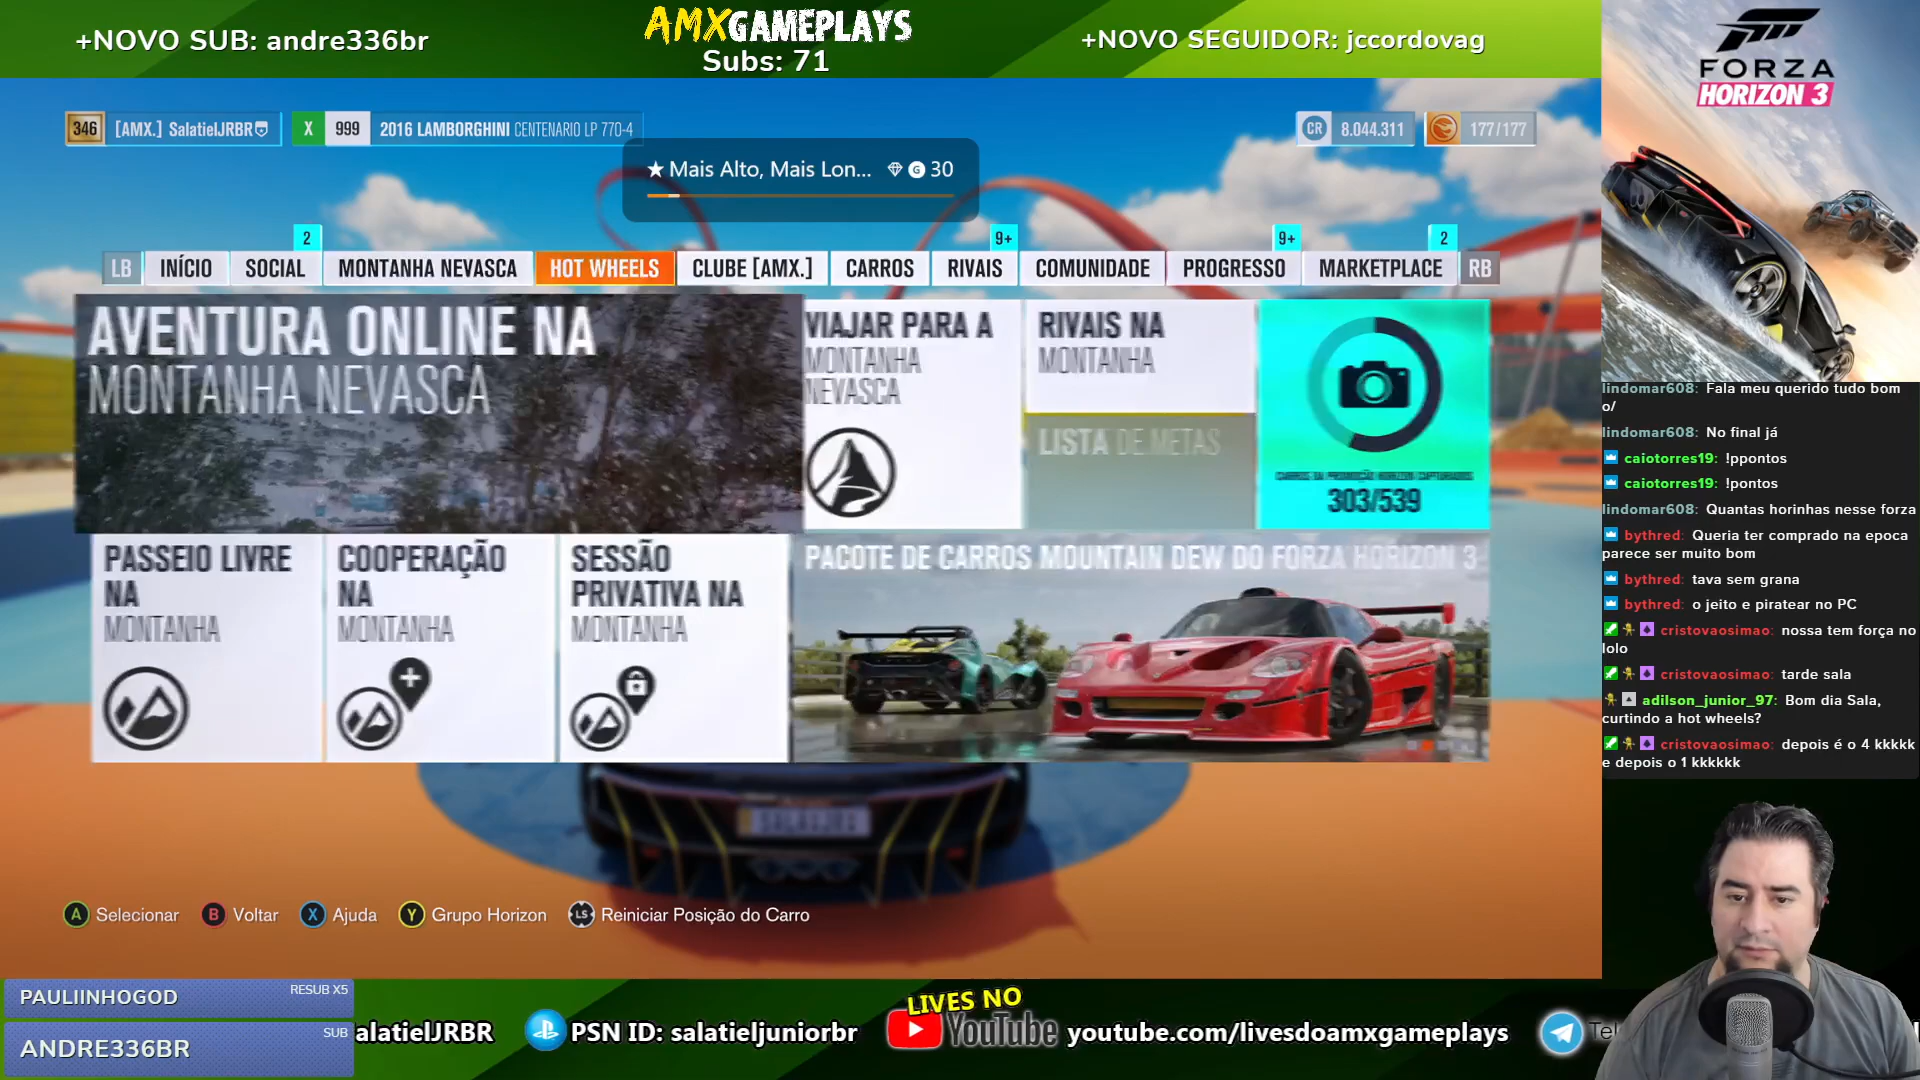 +NOVO SUB: andre336br
AMXGAMEPLAYS
Subs: 71
+NOVO SEGUIDOR: jccordovag
FORZA
HORIZON 3
346 [AMX.] SalatielJRBR
X 999 2016 LAMBORGHINI CENTENARIO LP 770-4
CR 8.044.311
177/177
★ Mais Alto, Mais Lon... G 30
2
9+
9+
2
LB INÍCIO SOCIAL MONTANHA NEVASCA HOT WHEELS CLUBE [AMX.] CARROS RIVAIS COMUNIDADE PROGRESSO MARKETPLACE RB
AVENTURA ONLINE NA
MONTANHA NEVASCA
VIAJAR PARA A
MONTANHA
NEVASCA
RIVAIS NA
MONTANHA
LISTA DE METAS
CARROS DA PROMOÇÃO HORIZON CAPTURADOS
303/539
PASSEIO LIVRE
NA
MONTANHA
COOPERAÇÃO
NA
MONTANHA
SESSÃO
PRIVATIVA NA
MONTANHA
PACOTE DE CARROS MOUNTAIN DEW DO FORZA HORIZON 3
A Selecionar B Voltar X Ajuda Y Grupo Horizon LS Reiniciar Posição do Carro
lindomar608: Fala meu querido tudo bom
o/
lindomar608: No final já
caiotorres19: !ppontos
caiotorres19: !pontos
lindomar608: Quantas horinhas nesse forza
bythred: Queria ter comprado na epoca
parece ser muito bom
bythred: tava sem grana
bythred: o jeito e piratear no PC
cristovaosimao: nossa tem força no
lolo
cristovaosimao: tarde sala
adilson_junior_97: Bom dia Sala,
curtindo a hot wheels?
cristovaosimao: depois é o 4 kkkkk
e depois o 1 kkkkkk
PAULIINHOGOD RESUB X5
ANDRE336BR SUB
alatielJRBR
PSN ID: salatieljuniorbr
LIVES NO
YouTube
youtube.com/livesdoamxgameplays
Tel